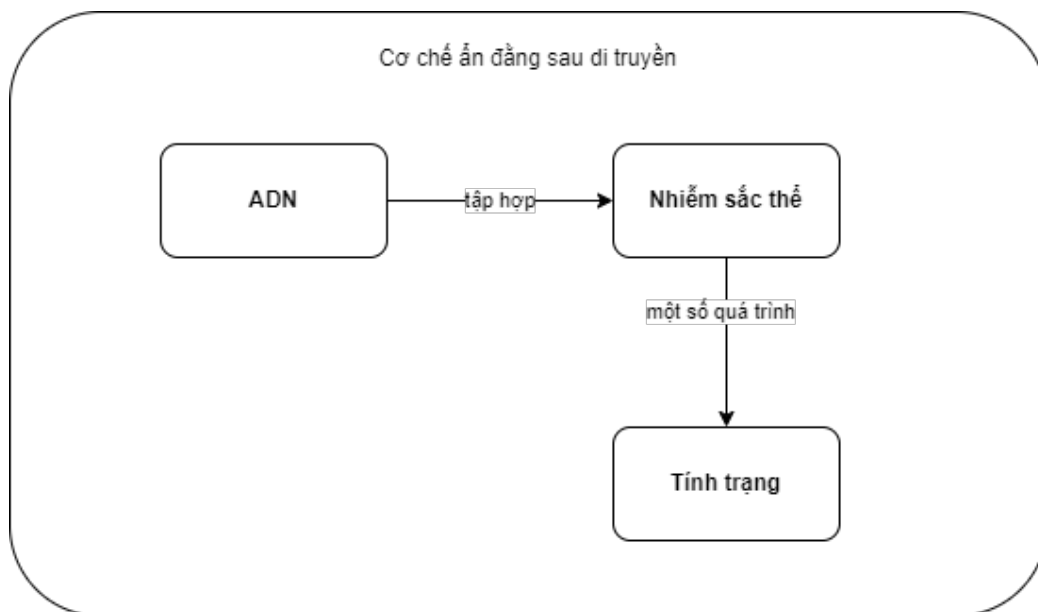 Cơ chế ẩn đằng sau di truyền
ADN
tập hợp
Nhiễm sắc thể
một số quá trình
Tính trạng